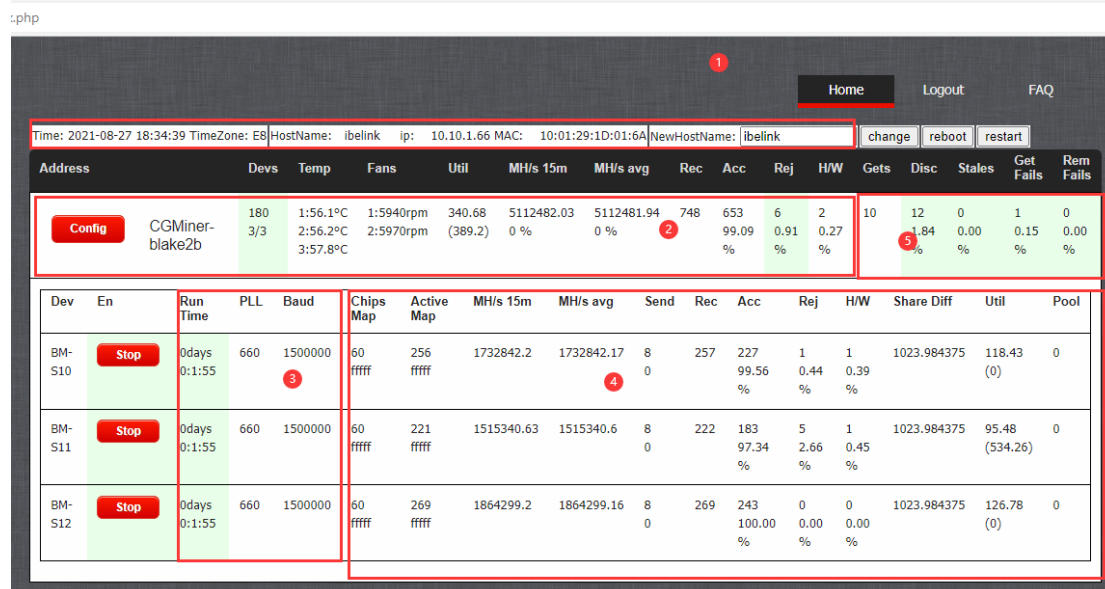 x.php
1
Home Logout FAQ
Time: 2021-08-27 18:34:39 TimeZone: E8 HostName: ibelink ip: 10.10.1.66 MAC: 10:01:29:1D:01:6A NewHostName: ibelink change reboot restart
Address Devs Temp Fans Util MH/s 15m MH/s avg Rec Acc Rej H/W Gets Disc Stales Get Fails Rem Fails
Config CGMiner- 180 1:56.1°C 1:5940rpm 340.68 5112482.03 5112481.94 748 653 6 2 10 12 0 1 0
blake2b 3/3 2:56.2°C 2:5970rpm (389.2) 0 % 0 % 2 99.09 0.91 0.27 5 1.84 0.00 0.15 0.00
3:57.8°C % % % % % % %
Dev En Run PLL Baud Chips Active MH/s 15m MH/s avg Send Rec Acc Rej H/W Share Diff Util Pool
Time Map Map
BM- Stop 0days 660 1500000 60 256 1732842.2 1732842.17 8 257 227 1 1 1023.984375 118.43 0
S10 0:1:55 3 fffff fffff 4 0 99.56 0.44 0.39 (0)
% % %
BM- Stop 0days 660 1500000 60 221 1515340.63 1515340.6 8 222 183 5 1 1023.984375 95.48 0
S11 0:1:55 fffff fffff 0 97.34 2.66 0.45 (534.26)
% % %
BM- Stop 0days 660 1500000 60 269 1864299.2 1864299.16 8 269 243 0 0 1023.984375 126.78 0
S12 0:1:55 fffff fffff 0 100.00 0.00 0.00 (0)
% % %